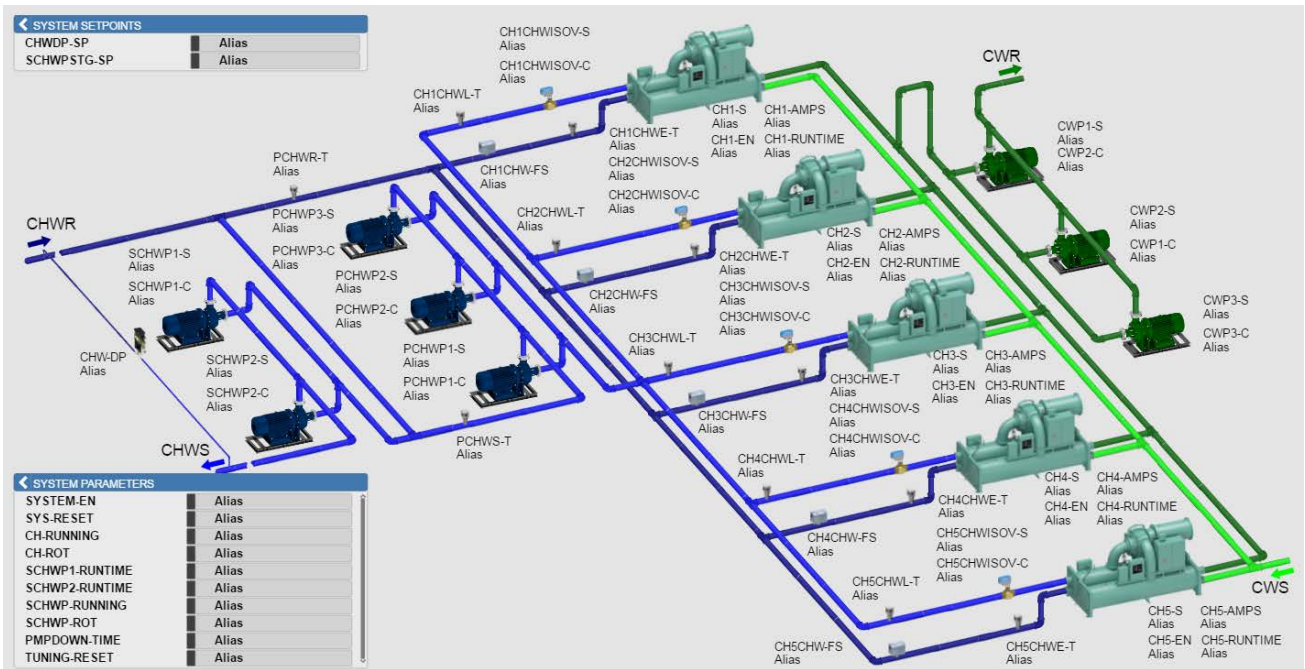 SYSTEM SETPOINTS
CHWDP-SP Alias
SCHWPSTG-SP Alias
CH1CHWISOV-S
Alias
CH1CHWISOV-C
Alias
CH1CHWL-T
Alias
CH1-S
Alias
CH1-EN
Alias
CH1-AMPS
Alias
CH1-RUNTIME
Alias
CH1CHWE-T
Alias
CH1CHW-FS
Alias
PCHWR-T
Alias
CWR
CWP1-S
Alias
CWP2-C
Alias
CWP2-S
Alias
CWP1-C
Alias
CWP3-S
Alias
CWP3-C
Alias
CH2CHWISOV-S
Alias
CH2CHWISOV-C
Alias
CH2CHWL-T
Alias
CH2-S
Alias
CH2-EN
Alias
CH2-AMPS
Alias
CH2-RUNTIME
Alias
CH2CHWE-T
Alias
CH2CHW-FS
Alias
CHWR
PCHWP3-S
Alias
PCHWP3-C
Alias
PCHWP2-S
Alias
PCHWP2-C
Alias
PCHWP1-S
Alias
PCHWP1-C
Alias
SCHWP1-S
Alias
SCHWP1-C
Alias
SCHWP2-S
Alias
SCHWP2-C
Alias
CHW-DP
Alias
CHWS
PCHWS-T
Alias
CH3CHWISOV-S
Alias
CH3CHWISOV-C
Alias
CH3CHWL-T
Alias
CH3-S
Alias
CH3-EN
Alias
CH3-AMPS
Alias
CH3-RUNTIME
Alias
CH3CHWE-T
Alias
CH3CHW-FS
Alias
CH4CHWISOV-S
Alias
CH4CHWISOV-C
Alias
CH4CHWL-T
Alias
CH4-S
Alias
CH4-EN
Alias
CH4-AMPS
Alias
CH4-RUNTIME
Alias
CH4CHWE-T
Alias
CH4CHW-FS
Alias
CH5CHWISOV-S
Alias
CH5CHWISOV-C
Alias
CH5CHWL-T
Alias
CWS
CH5-S
Alias
CH5-EN
Alias
CH5-AMPS
Alias
CH5-RUNTIME
Alias
CH5CHWE-T
Alias
CH5CHW-FS
Alias
SYSTEM PARAMETERS
SYSTEM-EN Alias
SYS-RESET Alias
CH-RUNNING Alias
CH-ROT Alias
SCHWP1-RUNTIME Alias
SCHWP2-RUNTIME Alias
SCHWP-RUNNING Alias
SCHWP-ROT Alias
PMPDOWN-TIME Alias
TUNING-RESET Alias